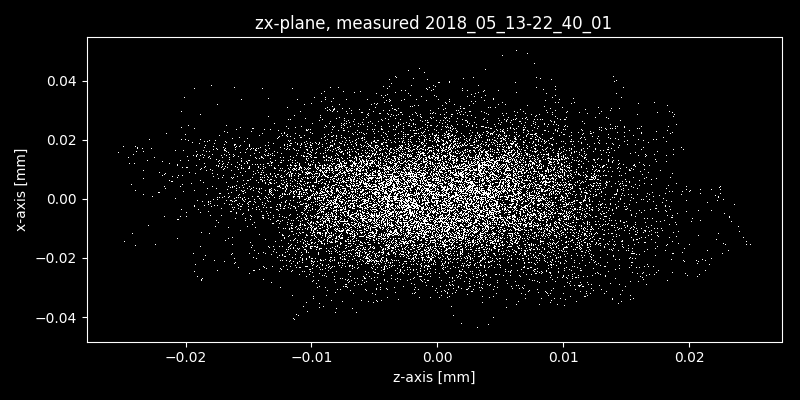 zx-plane, measured 2018_05_13-22_40_01
0.04
0.02
0.00
−0.02
−0.04
x-axis [mm]
−0.02 −0.01 0.00 0.01 0.02
z-axis [mm]